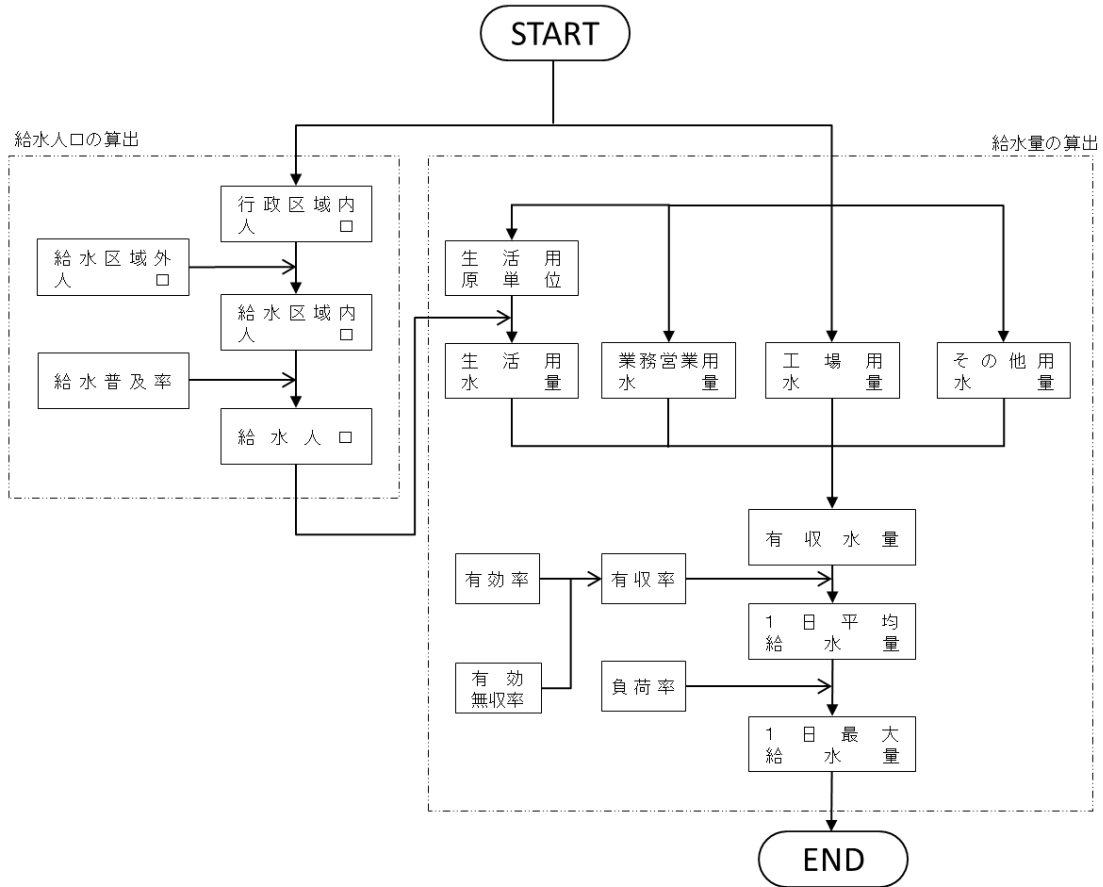 START
給水人口の算出
給水量の算出
行政区域内
人口
給水区域外
人口
給水区域内
人口
給水普及率
給水人口
生活用
原単位
生活用
水量
業務営業用
水量
工場用
水量
その他用
水量
有収水量
有効率
有収率
1日平均
給水量
有効
無収率
負荷率
1日最大
給水量
END